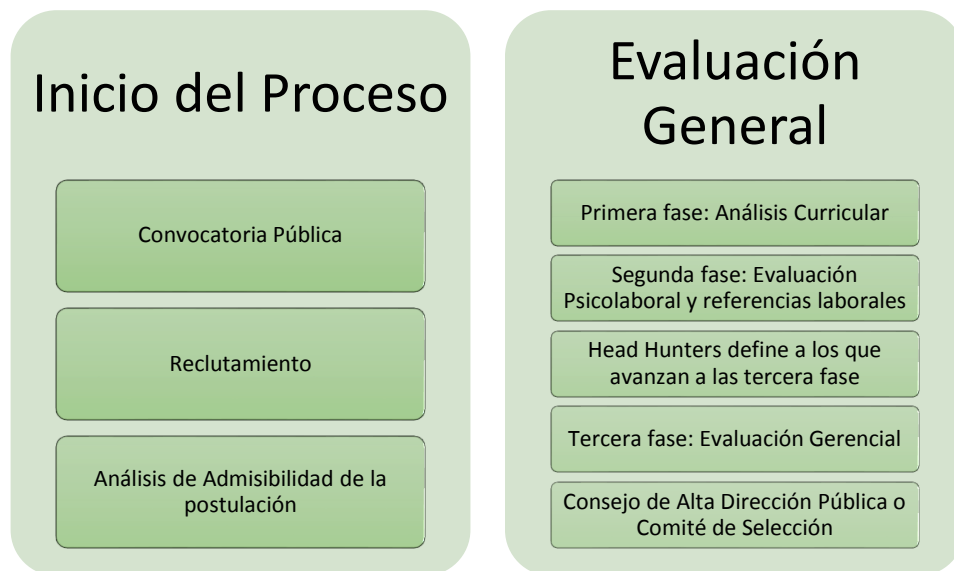 Inicio del Proceso
Convocatoria Pública
Reclutamiento
Análisis de Admisibilidad de la
postulación
Evaluación
General
Primera fase: Análisis Curricular
Segunda fase: Evaluación
Psicolaboral y referencias laborales
Head Hunters define a los que
avanzan a las tercera fase
Tercera fase: Evaluación Gerencial
Consejo de Alta Dirección Pública o
Comité de Selección